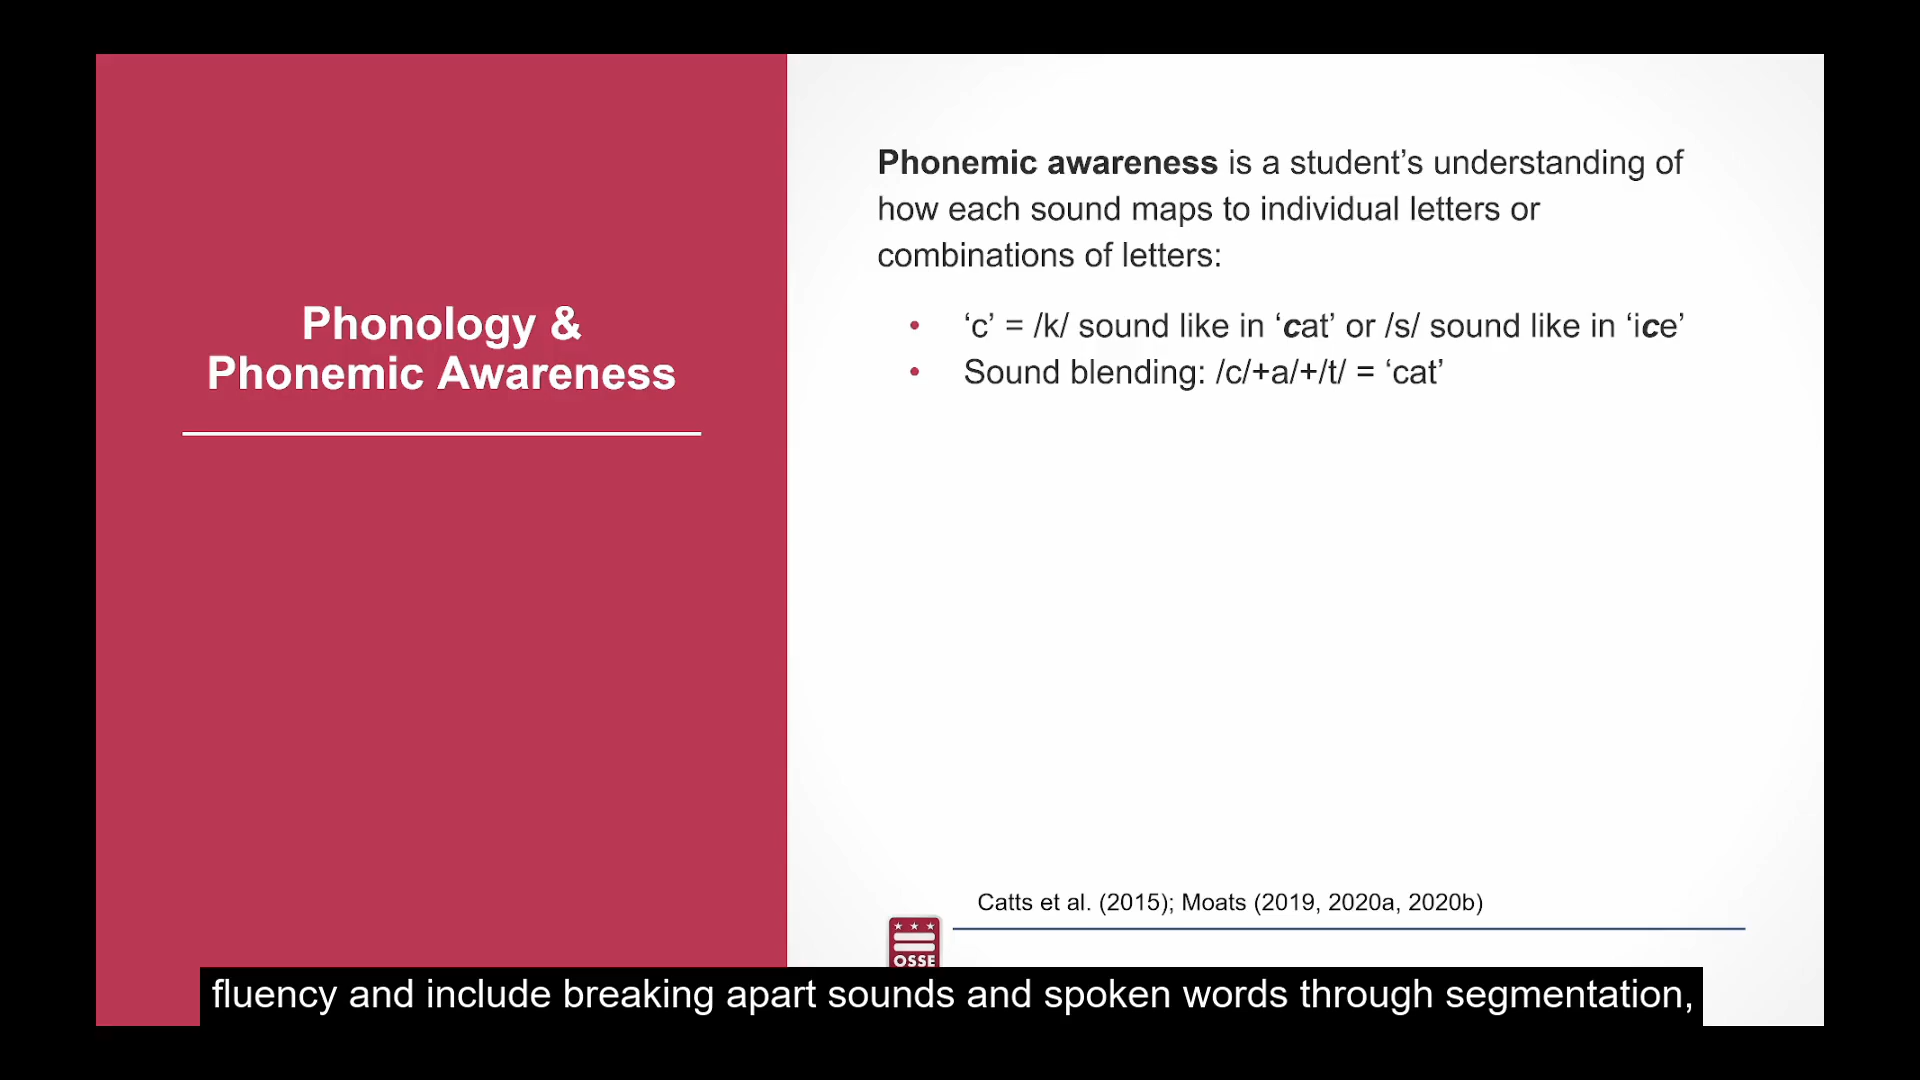 Phonology &
Phonemic Awareness
Phonemic awareness is a student’s understanding of
how each sound maps to individual letters or
combinations of letters:
• ‘c’ = /k/ sound like in ‘cat’ or /s/ sound like in ‘ice’
• Sound blending: /c/+a/+/t/ = ‘cat’
Catts et al. (2015); Moats (2019, 2020a, 2020b)
OSSE
fluency and include breaking apart sounds and spoken words through segmentation,